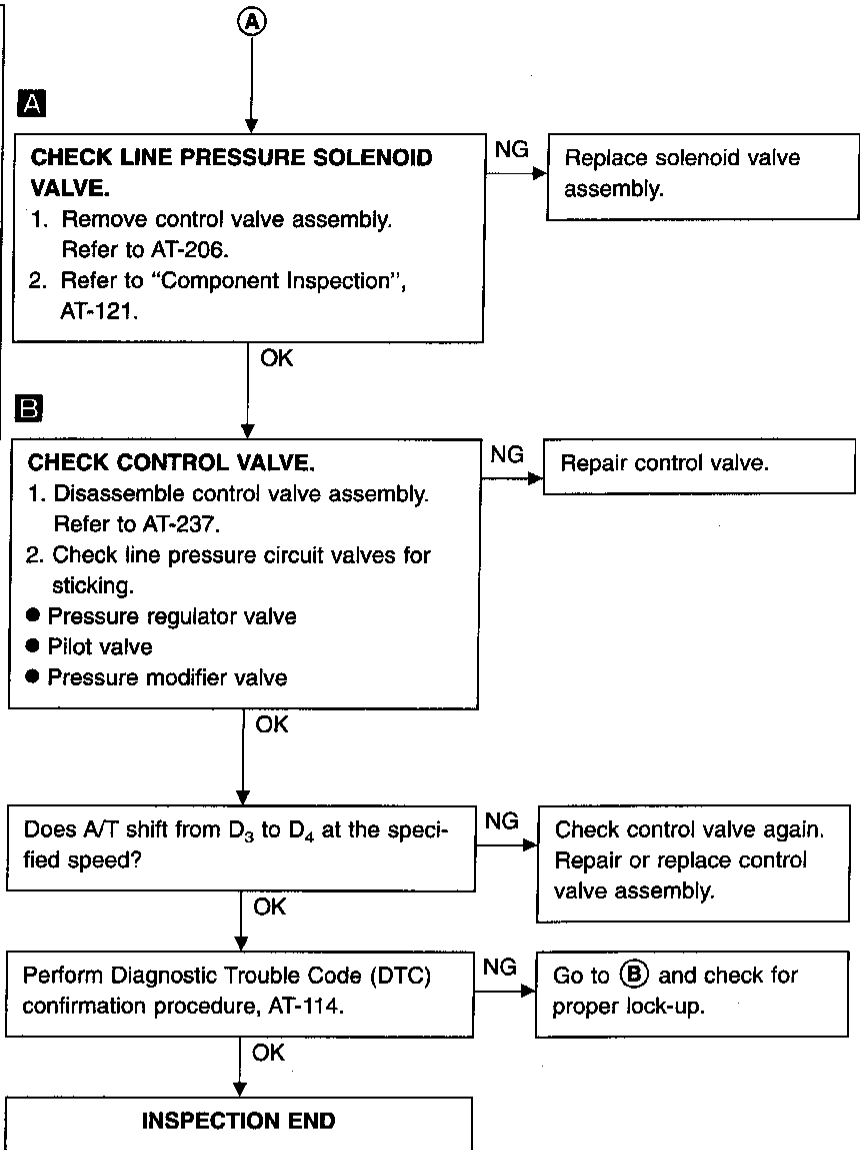 A
A
CHECK LINE PRESSURE SOLENOID
VALVE.
1. Remove control valve assembly.
Refer to AT-206.
2. Refer to “Component Inspection”,
AT-121.
NG
Replace solenoid valve
assembly.
OK
B
CHECK CONTROL VALVE.
1. Disassemble control valve assembly.
Refer to AT-237.
2. Check line pressure circuit valves for
sticking.
● Pressure regulator valve
● Pilot valve
● Pressure modifier valve
NG
Repair control valve.
OK
Does A/T shift from D₃ to D₄ at the speci-
fied speed?
NG
Check control valve again.
Repair or replace control
valve assembly.
OK
Perform Diagnostic Trouble Code (DTC)
confirmation procedure, AT-114.
NG
Go to B and check for
proper lock-up.
OK
INSPECTION END